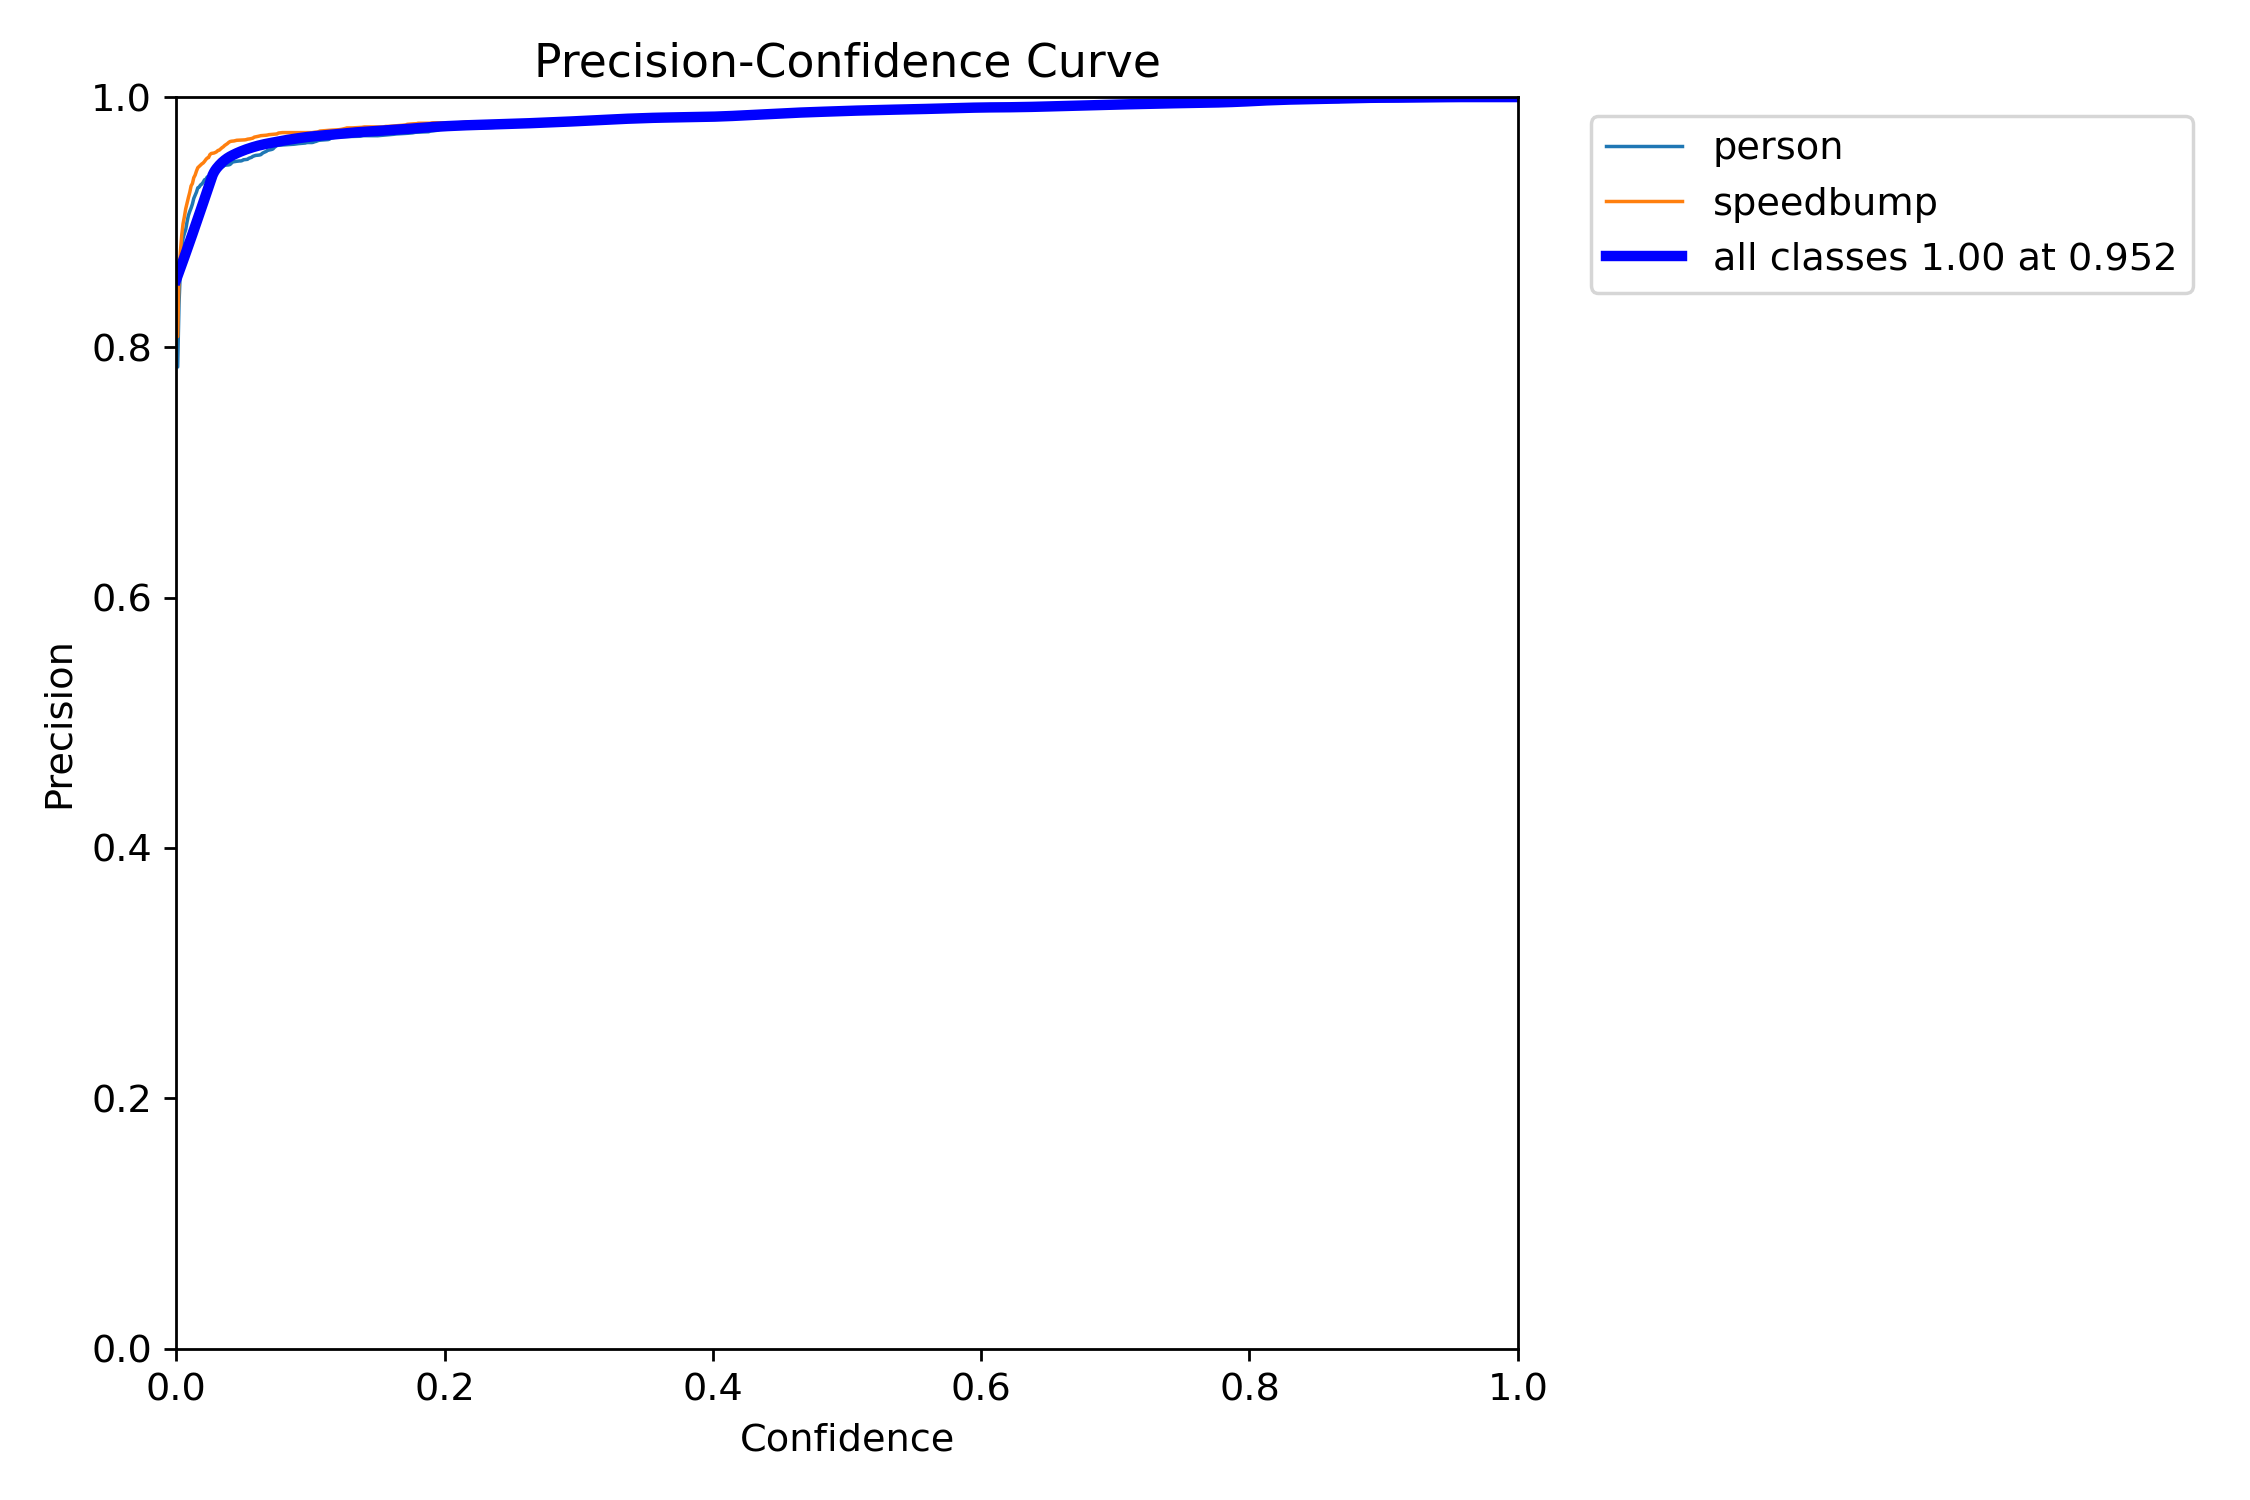 Precision-Confidence Curve
1.0
0.8
0.6
0.4
0.2
0.0
Precision
0.0 0.2 0.4 0.6 0.8 1.0
Confidence
person
speedbump
all classes 1.00 at 0.952